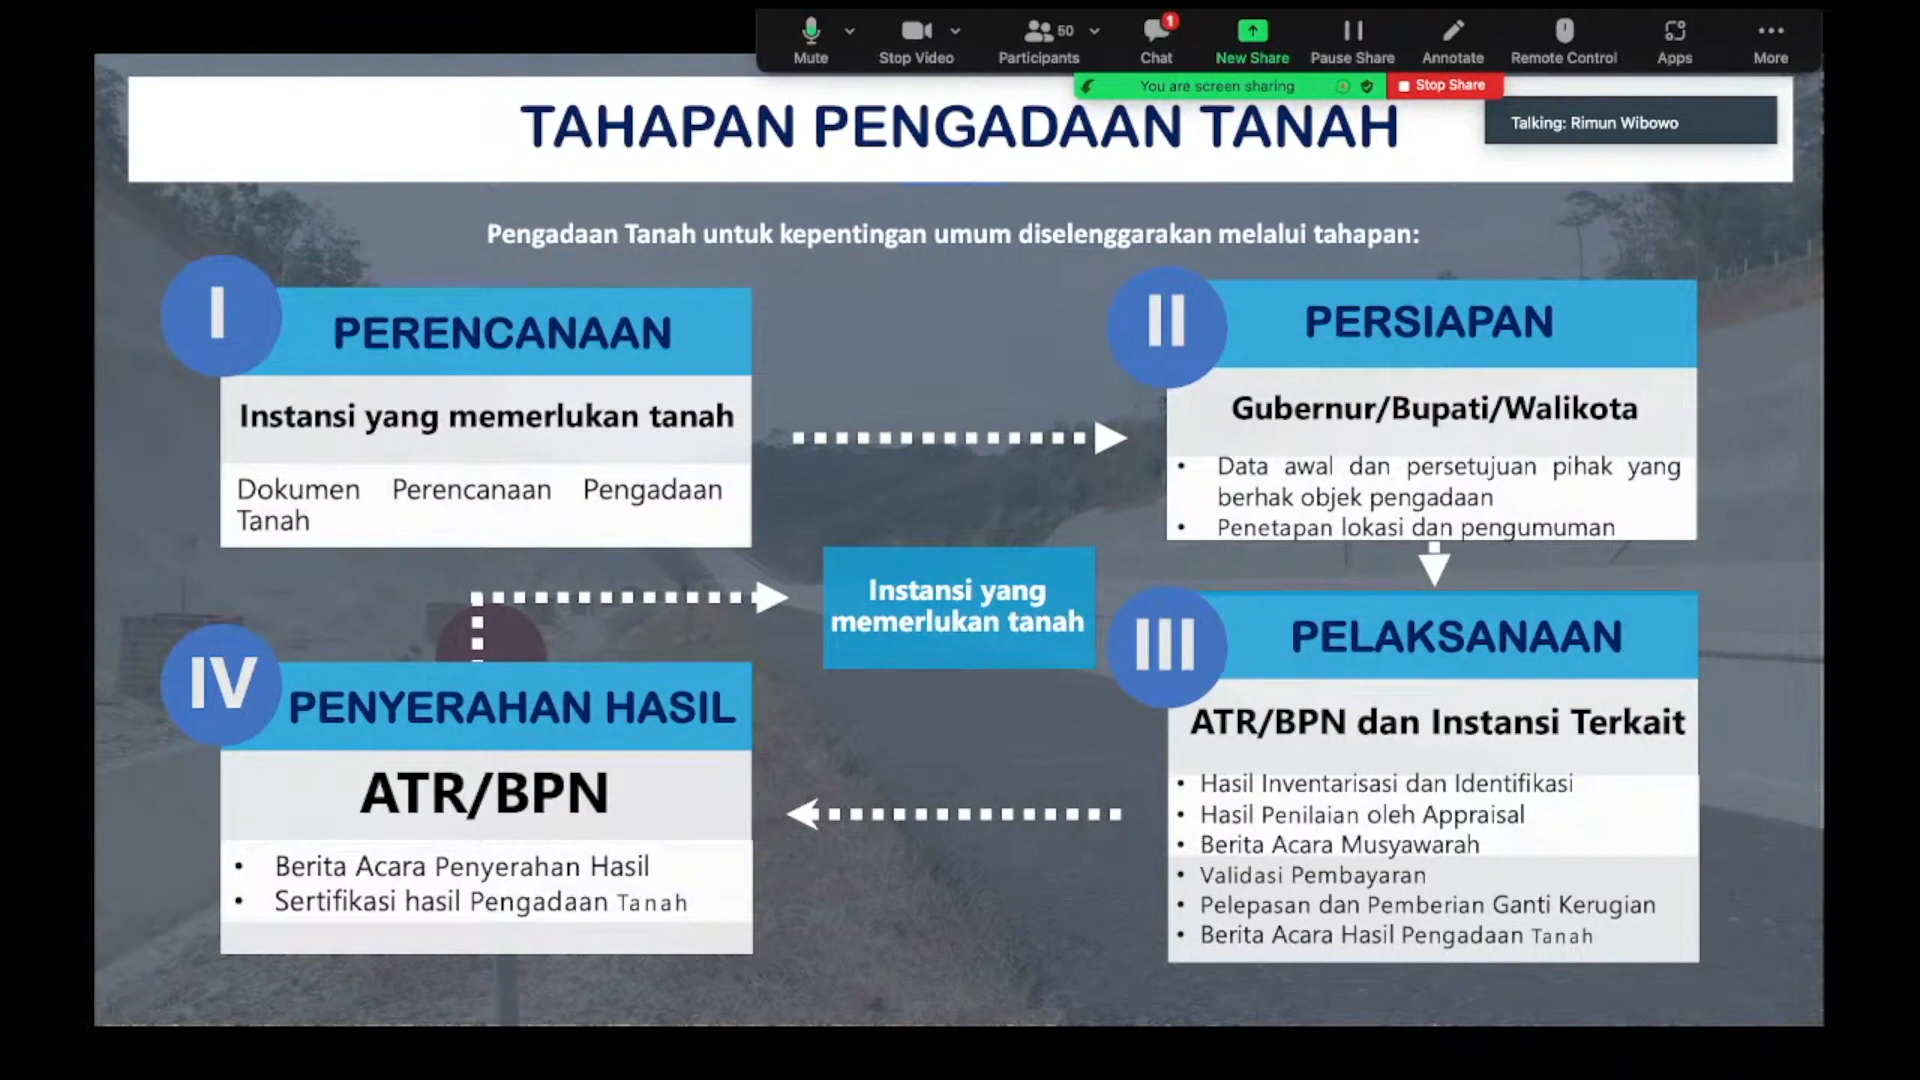 Mute
Stop Video
50
Participants
1
Chat
New Share
Pause Share
Annotate
Remote Control
Apps
More
You are screen sharing
Stop Share
Talking: Rimun Wibowo
TAHAPAN PENGADAAN TANAH
Pengadaan Tanah untuk kepentingan umum diselenggarakan melalui tahapan:
I
PERENCANAAN
Instansi yang memerlukan tanah
Dokumen Perencanaan Pengadaan
Tanah
II
PERSIAPAN
Gubernur/Bupati/Walikota
• Data awal dan persetujuan pihak yang
berhak objek pengadaan
• Penetapan lokasi dan pengumuman
Instansi yang
memerlukan tanah
III
PELAKSANAAN
ATR/BPN dan Instansi Terkait
• Hasil Inventarisasi dan Identifikasi
• Hasil Penilaian oleh Appraisal
• Berita Acara Musyawarah
• Validasi Pembayaran
• Pelepasan dan Pemberian Ganti Kerugian
• Berita Acara Hasil Pengadaan Tanah
IV
PENYERAHAN HASIL
ATR/BPN
• Berita Acara Penyerahan Hasil
• Sertifikasi hasil Pengadaan Tanah